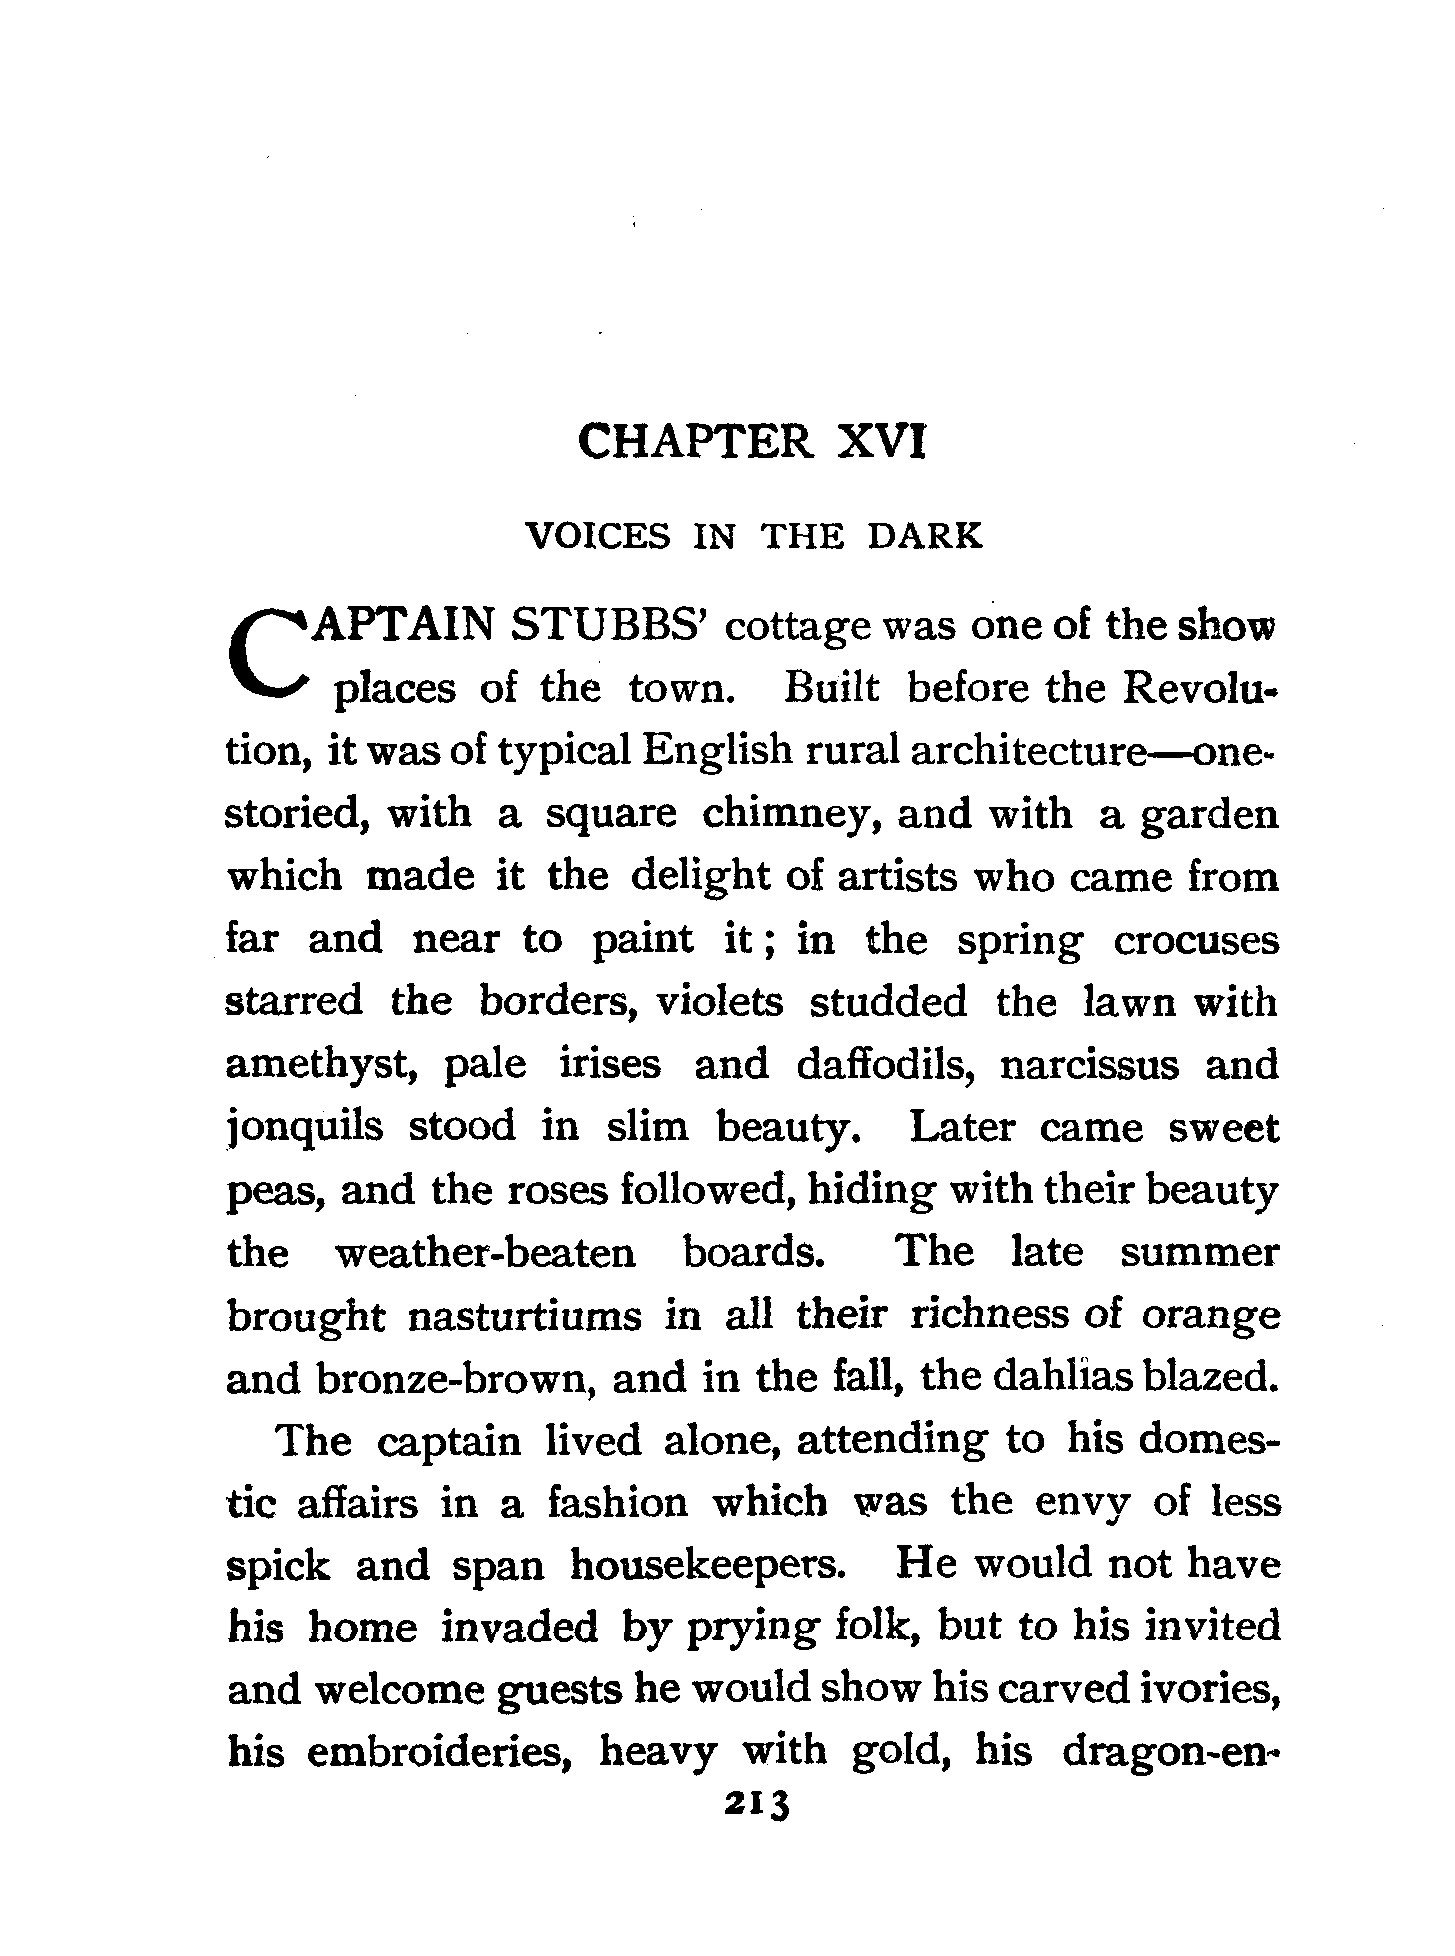 CHAPTER XVI
VOICES IN THE DARK
CAPTAIN STUBBS’ cottage was one of the show
places of the town. Built before the Revolu-
tion, it was of typical English rural architecture—one-
storied, with a square chimney, and with a garden
which made it the delight of artists who came from
far and near to paint it; in the spring crocuses
starred the borders, violets studded the lawn with
amethyst, pale irises and daffodils, narcissus and
jonquils stood in slim beauty. Later came sweet
peas, and the roses followed, hiding with their beauty
the weather-beaten boards. The late summer
brought nasturtiums in all their richness of orange
and bronze-brown, and in the fall, the dahlias blazed.
The captain lived alone, attending to his domes-
tic affairs in a fashion which was the envy of less
spick and span housekeepers. He would not have
his home invaded by prying folk, but to his invited
and welcome guests he would show his carved ivories,
his embroideries, heavy with gold, his dragon-en-
213